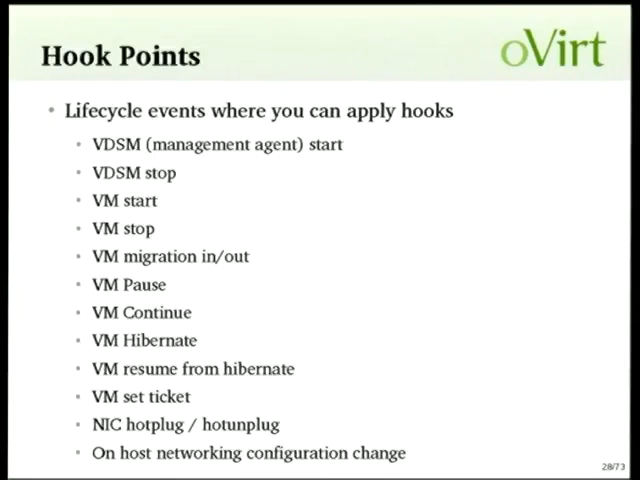 Hook Points
oVirt
Lifecycle events where you can apply hooks
VDSM (management agent) start
VDSM stop
VM start
VM stop
VM migration in/out
VM Pause
VM Continue
VM Hibernate
VM resume from hibernate
VM set ticket
NIC hotplug / hotunplug
On host networking configuration change
28/73